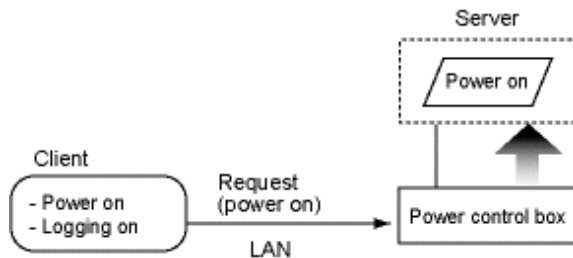 Server
Power on
Client
- Power on
- Logging on
Request
(power on)
LAN
Power control box